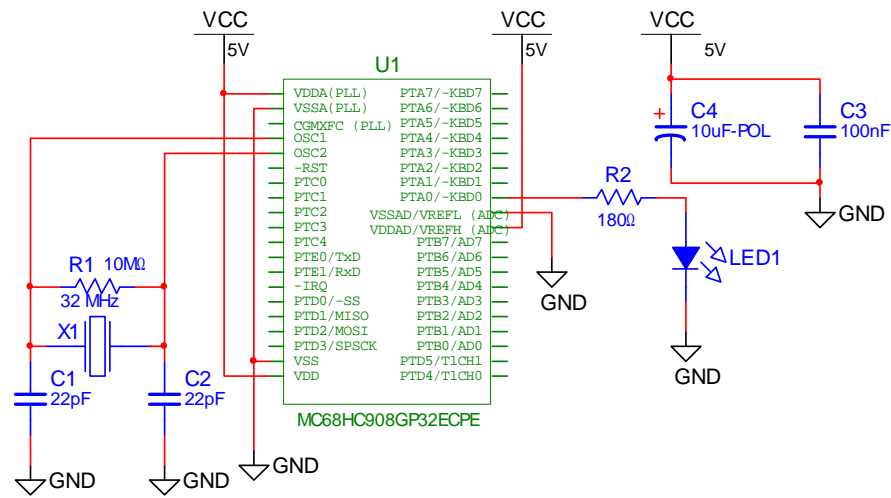 VCC
5V
VCC
5V
VCC
5V
U1
VDDA(PLL)
VSSA(PLL)
CGMXFC (PLL)
OSC1
OSC2
-RST
PTC0
PTC1
PTC2
PTC3
PTC4
PTE0/TxD
PTE1/RxD
-IRQ
PTD0/-SS
PTD1/MISO
PTD2/MOSI
PTD3/SPSCK
VSS
VDD
PTA7/-KBD7
PTA6/-KBD6
PTA5/-KBD5
PTA4/-KBD4
PTA3/-KBD3
PTA2/-KBD2
PTA1/-KBD1
PTA0/-KBD0
VSSAD/VREFL (ADC)
VDDAD/VREFH (ADC)
PTB7/AD7
PTB6/AD6
PTB5/AD5
PTB4/AD4
PTB3/AD3
PTB2/AD2
PTB1/AD1
PTB0/AD0
PTD5/T1CH1
PTD4/T1CH0
MC68HC908GP32ECPE
R1 10MΩ
32 MHz
X1
C1
22pF
C2
22pF
GND
GND
GND
GND
R2
180Ω
LED1
GND
+
C4
10uF-POL
C3
100nF
GND